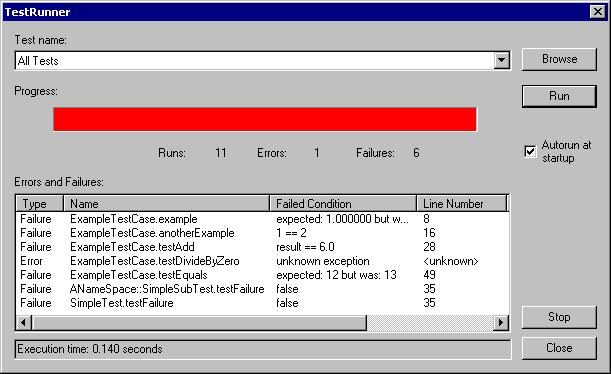 TestRunner
Test name:
All Tests
Browse
Progress:
Run
Runs: 11 Errors: 1 Failures: 6
Autorun at
startup
Errors and Failures:
Type Name Failed Condition Line Number
Failure ExampleTestCase.example expected: 1.000000 but w... 8
Failure ExampleTestCase.anotherExample 1 == 2 16
Failure ExampleTestCase.testAdd result == 6.0 28
Error ExampleTestCase.testDivideByZero unknown exception <unknown>
Failure ExampleTestCase.testEquals expected: 12 but was: 13 49
Failure ANameSpace::SimpleSubTest.testFailure false 35
Failure SimpleTest.testFailure false 35
Stop
Execution time: 0.140 seconds
Close